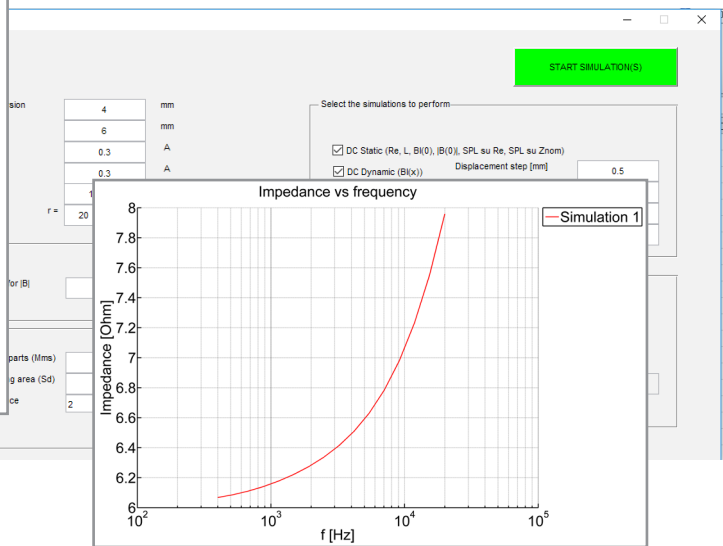 START SIMULATION(S)
sion 4 mm
6 mm
0.3 A
0.3 A
r = 20
Select the simulations to perform
DC Static (Re, L, Bl(0), |B(0)|, SPL su Re, SPL su Znom)
DC Dynamic (Bl(x)) Displacement step [mm] 0.5
for |B|
parts (Mms)
g area (Sd)
ce 2
Impedance vs frequency
Simulation 1
Impedance [Ohm]
8
7.8
7.6
7.4
7.2
7
6.8
6.6
6.4
6.2
6
10^2 10^3 10^4 10^5
f [Hz]